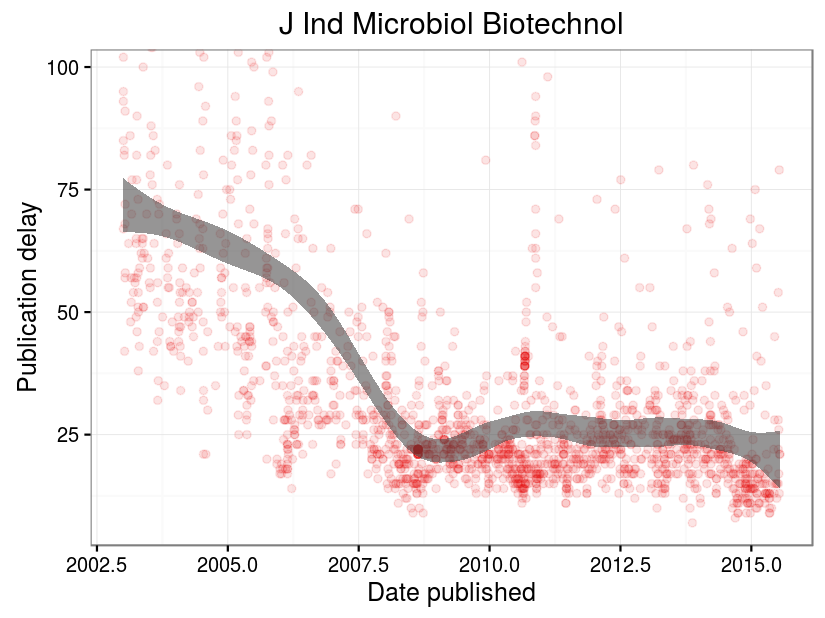 J Ind Microbiol Biotechnol
Publication delay
100
75
50
25
2002.5 2005.0 2007.5 2010.0 2012.5 2015.0
Date published